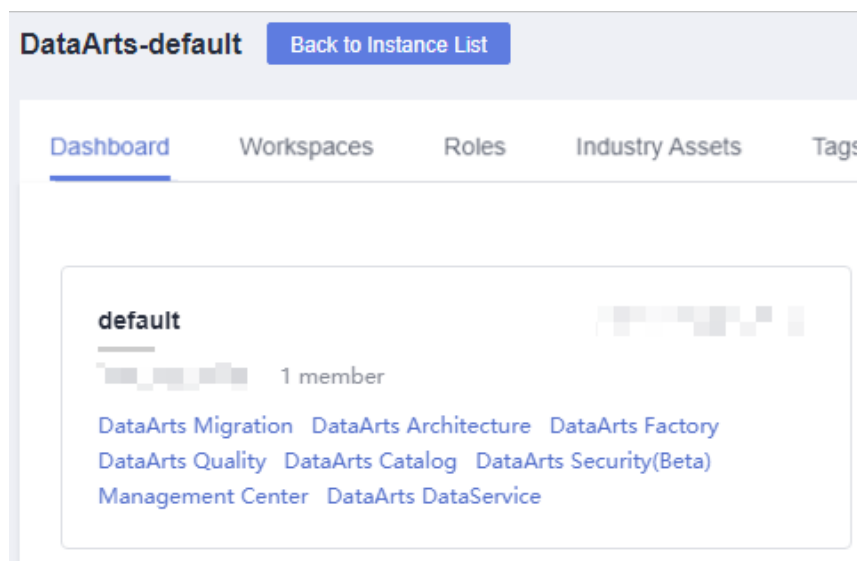 DataArts-default Back to Instance List
Dashboard Workspaces Roles Industry Assets Tags
default
1 member
DataArts Migration DataArts Architecture DataArts Factory
DataArts Quality DataArts Catalog DataArts Security(Beta)
Management Center DataArts DataService